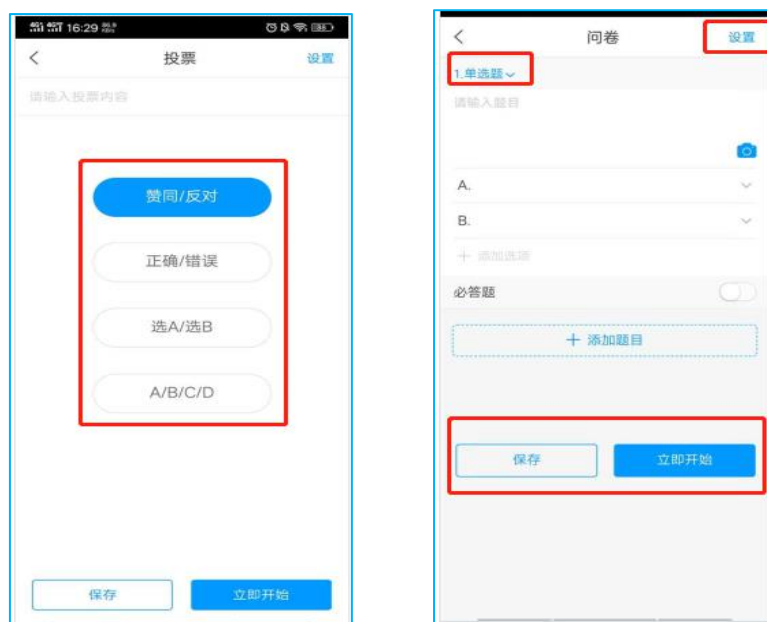 16:29
投票
设置
请输入投票内容
赞同/反对
正确/错误
选A/选B
A/B/C/D
保存
立即开始
问卷
设置
1.单选题
请输入题目
A.
B.
添加选项
必答题
添加题目
保存
立即开始